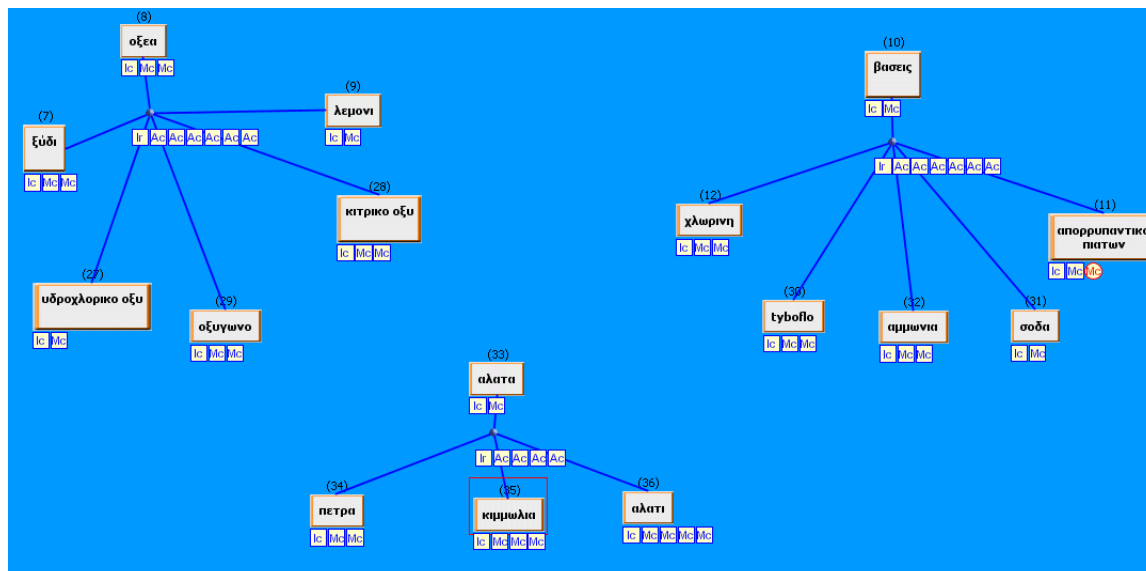 (8)
οξεα
Ic Mc Mc
(9)
λεμονι
Ic Mc
(7)
ξύδι
Ic Mc Mc
Ir Ac Ac Ac Ac Ac Ac
(28)
κιτρικο οξυ
Ic Mc Mc
(27)
υδροχλορικο οξυ
Ic Mc
(29)
οξυγωνο
Ic Mc Mc
(10)
βασεις
Ic Mc
Ir Ac Ac Ac Ac Ac Ac
(12)
χλωρινη
Ic Mc Mc
(11)
απορρυπαντικο
πιατων
Ic Mc Mc
(30)
tyboflo
Ic Mc Mc
(32)
αμμωνια
Ic Mc Mc
(31)
σοδα
Ic Mc
(33)
αλατα
Ic Mc
Ir Ac Ac Ac Ac
(34)
πετρα
Ic Mc Mc
(35)
κιμμωλια
Ic Mc Mc Mc
(36)
αλατι
Ic Mc Mc Mc Mc